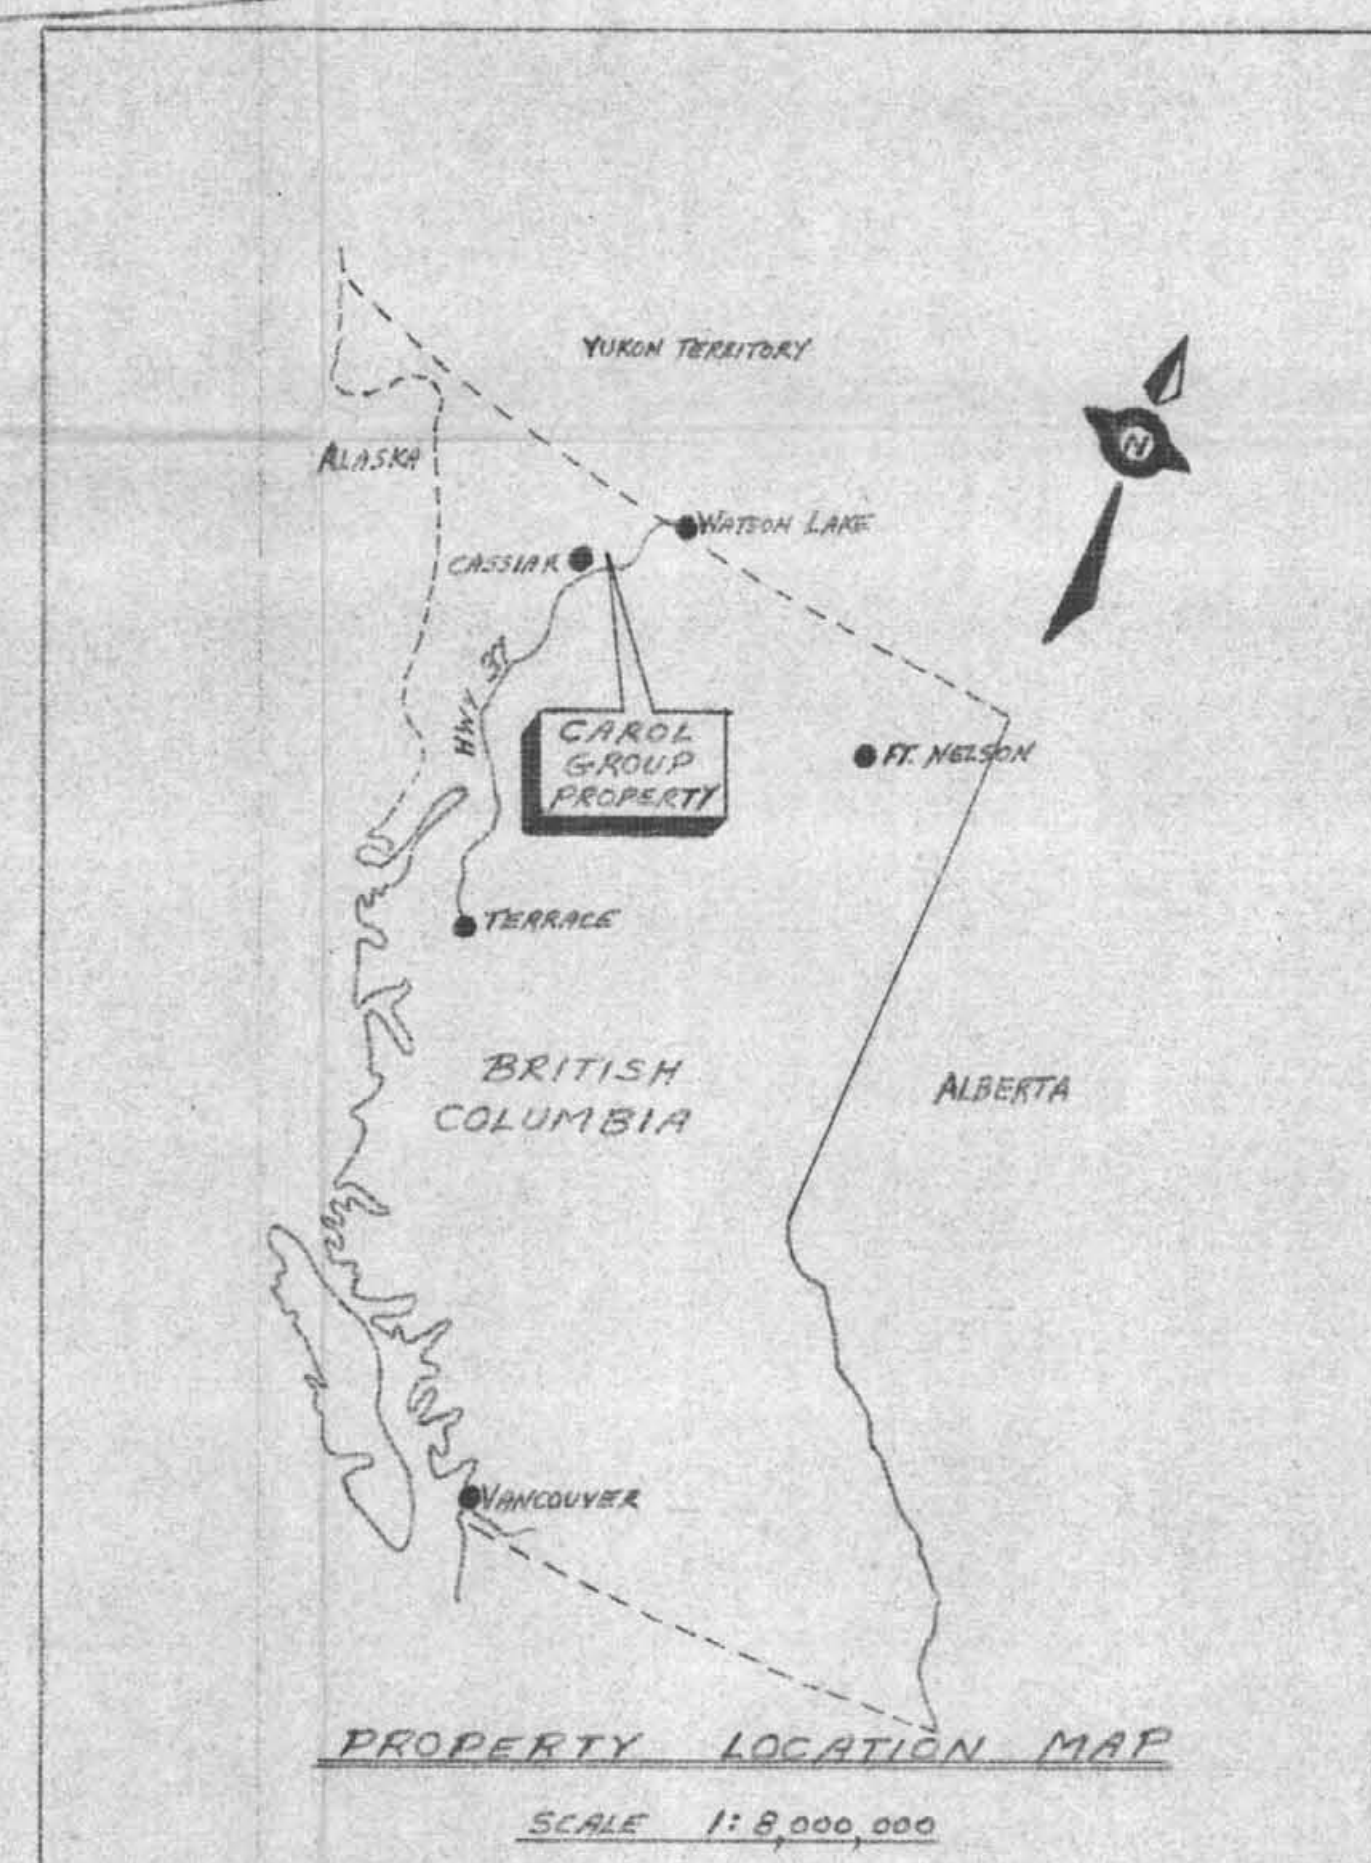 YUKON TERRITORY
ALASKA
N
WATSON LAKE
CASSIAR
HWY 37
CAROL
GROUP
PROPERTY
FT. NELSON
TERRACE
BRITISH
COLUMBIA
ALBERTA
VANCOUVER
PROPERTY LOCATION MAP
SCALE 1:8,000,000